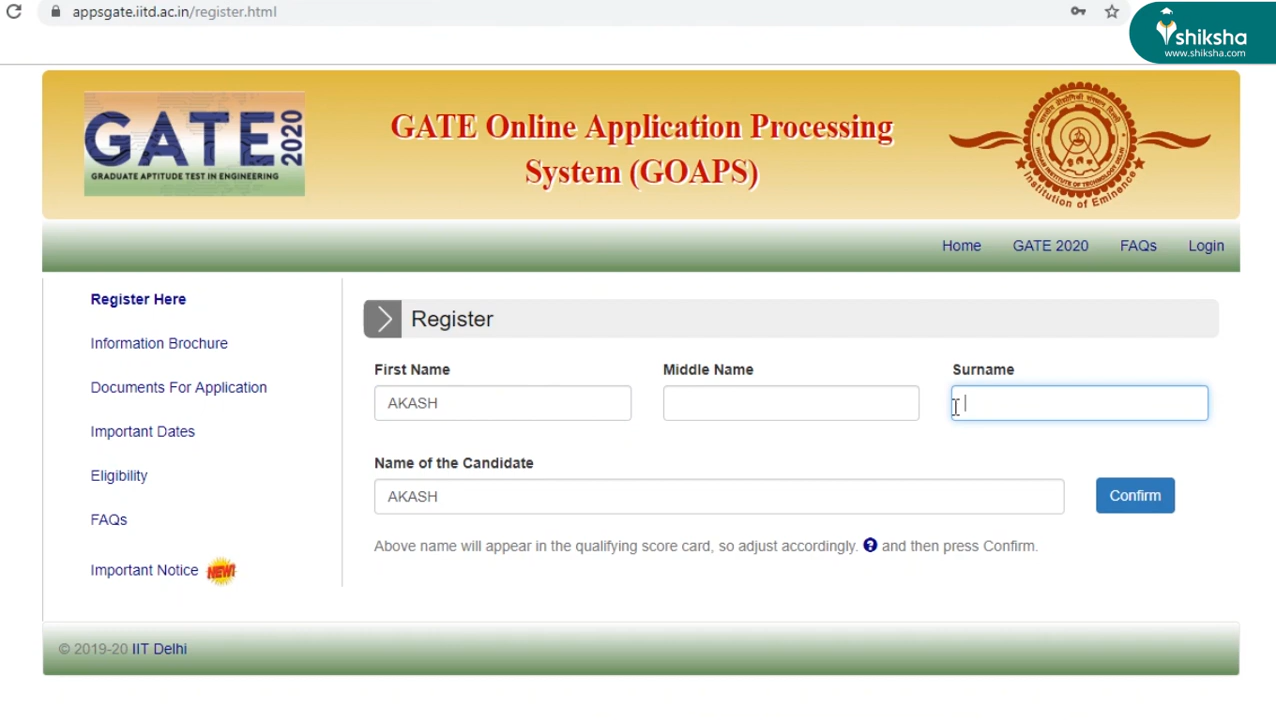 appsgate.iitd.ac.in/register.html
shiksha
www.shiksha.com
GATE 2020
GRADUATE APTITUDE TEST IN ENGINEERING
GATE Online Application Processing
System (GOAPS)
Institution of Eminence
Home GATE 2020 FAQs Login
Register Here
Information Brochure
Documents For Application
Important Dates
Eligibility
FAQs
Important Notice NEW!
Register
First Name Middle Name Surname
AKASH
Name of the Candidate
AKASH
Confirm
Above name will appear in the qualifying score card, so adjust accordingly. ? and then press Confirm.
© 2019-20 IIT Delhi